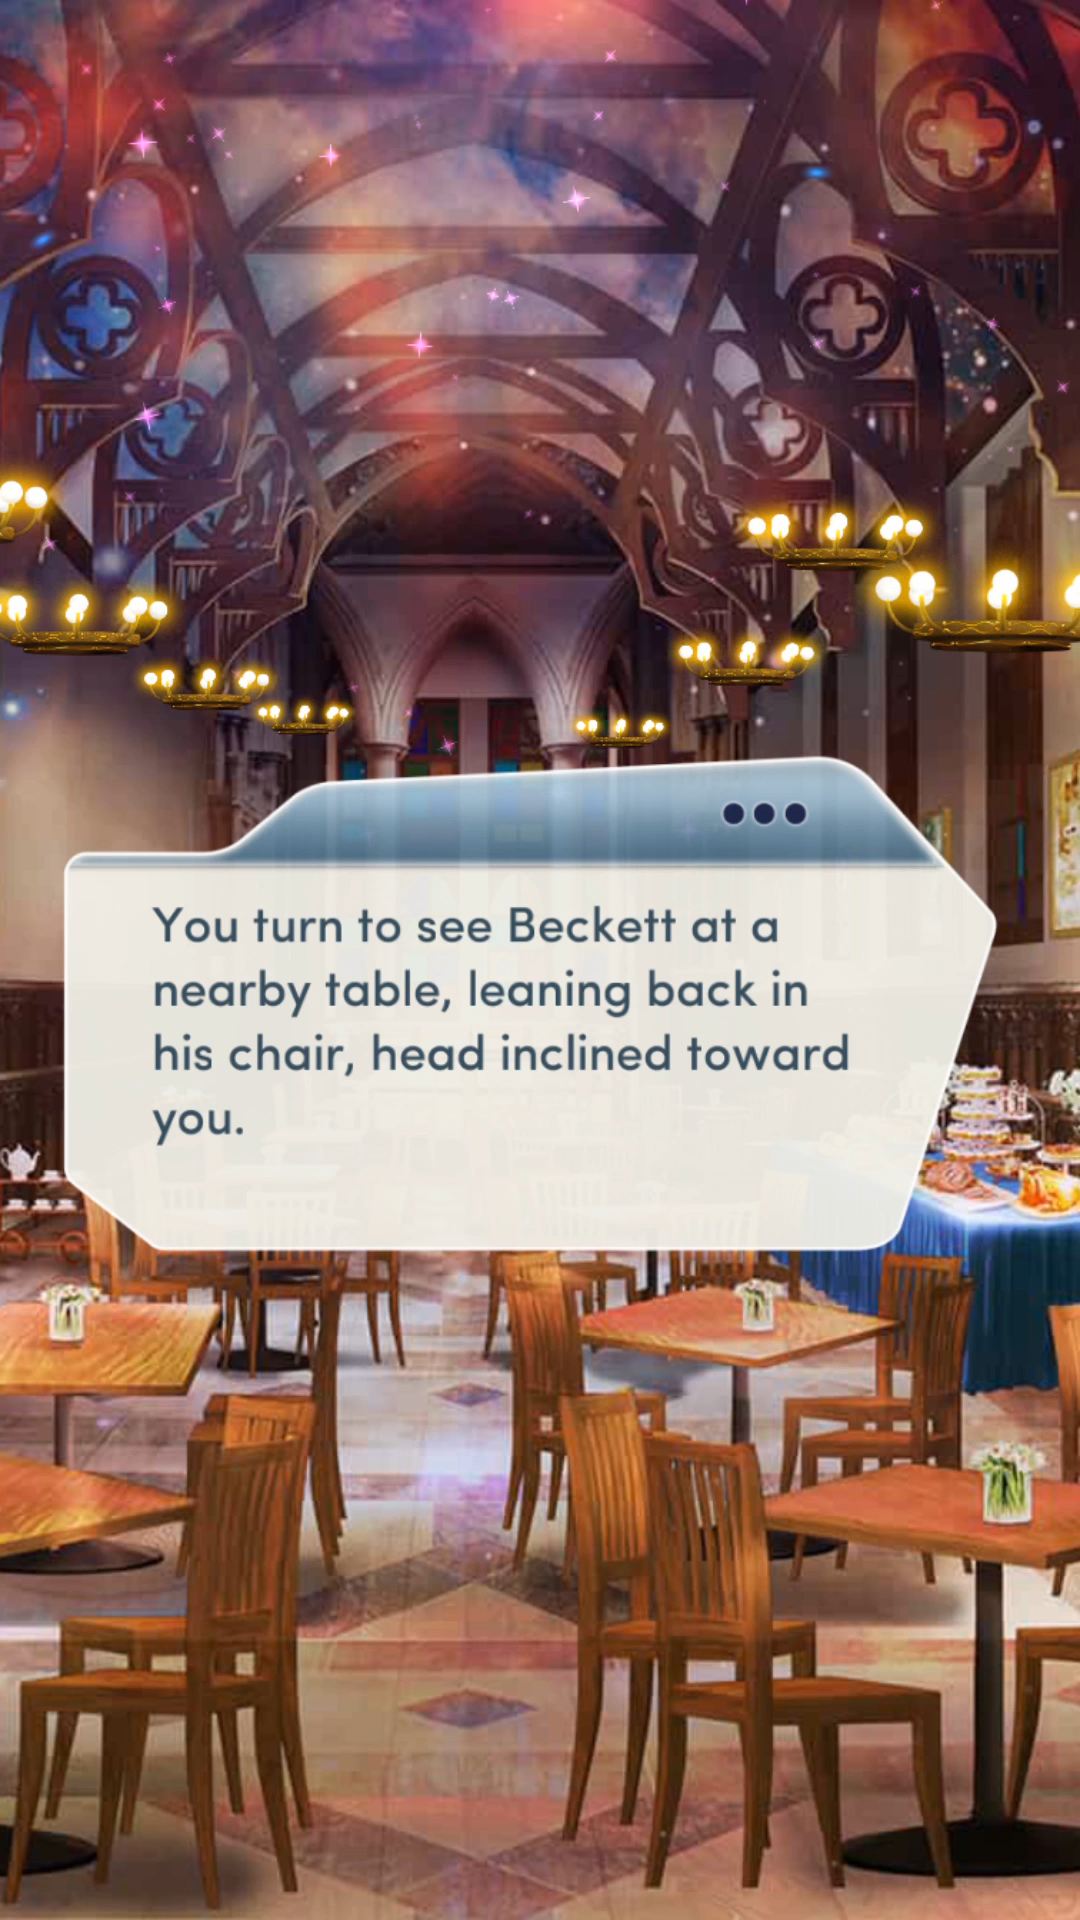 You turn to see Beckett at a
nearby table, leaning back in
his chair, head inclined toward
you.